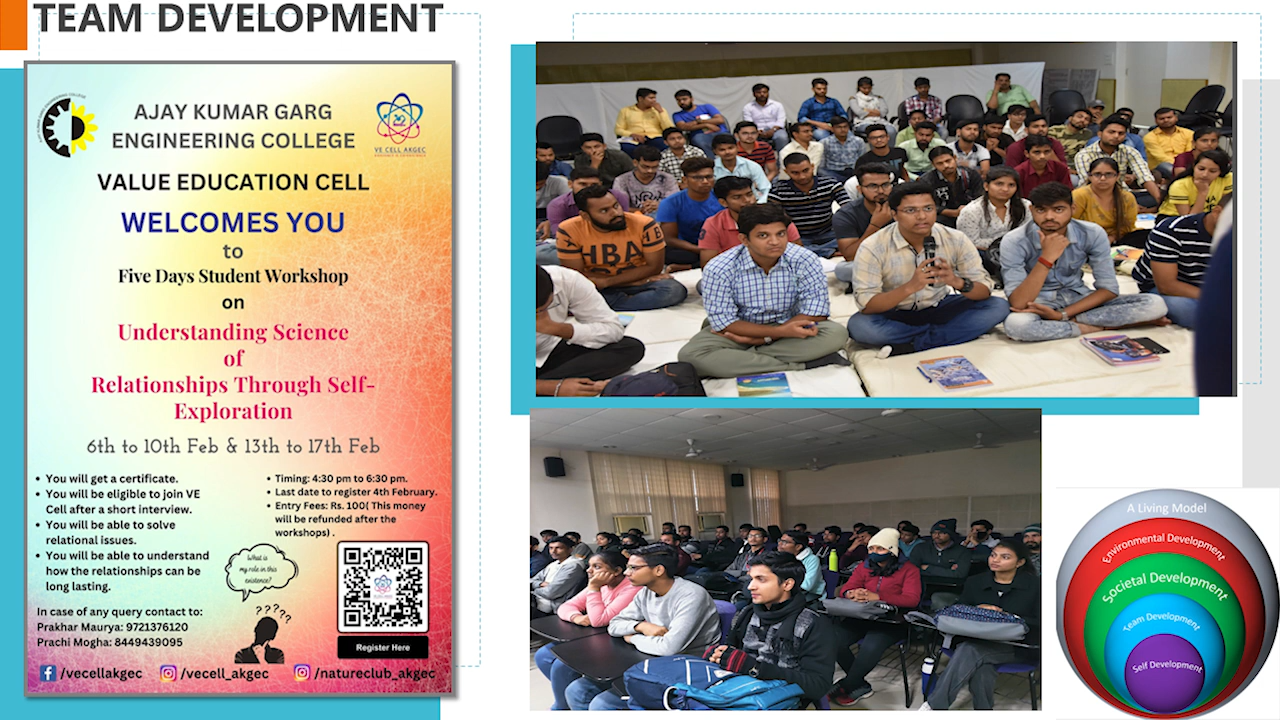 TEAM DEVELOPMENT
AJAY KUMAR GARG
ENGINEERING COLLEGE
VE CELL AKGEC
VALUE EDUCATION CELL
WELCOMES YOU
to
Five Days Student Workshop
on
Understanding Science
of
Relationships Through Self-
Exploration
6th to 10th Feb & 13th to 17th Feb
• You will get a certificate.
• You will be eligible to join VE
Cell after a short interview.
• You will be able to solve
relational issues.
• You will be able to understand
how the relationships can be
long lasting.
In case of any query contact to:
Prakhar Maurya: 9721376120
Prachi Mogha: 8449439095
• Timing: 4:30 pm to 6:30 pm.
• Last date to register 4th February.
• Entry Fees: Rs. 100( This money
will be refunded after the
workshops) .
What is
my role in this
existence?
? ? ? ? ?
Register Here
/vecellakgec
/vecell_akgec
/natureclub_akgec
HBA
A Living Model
Environmental Development
Societal Development
Team Development
Self Development